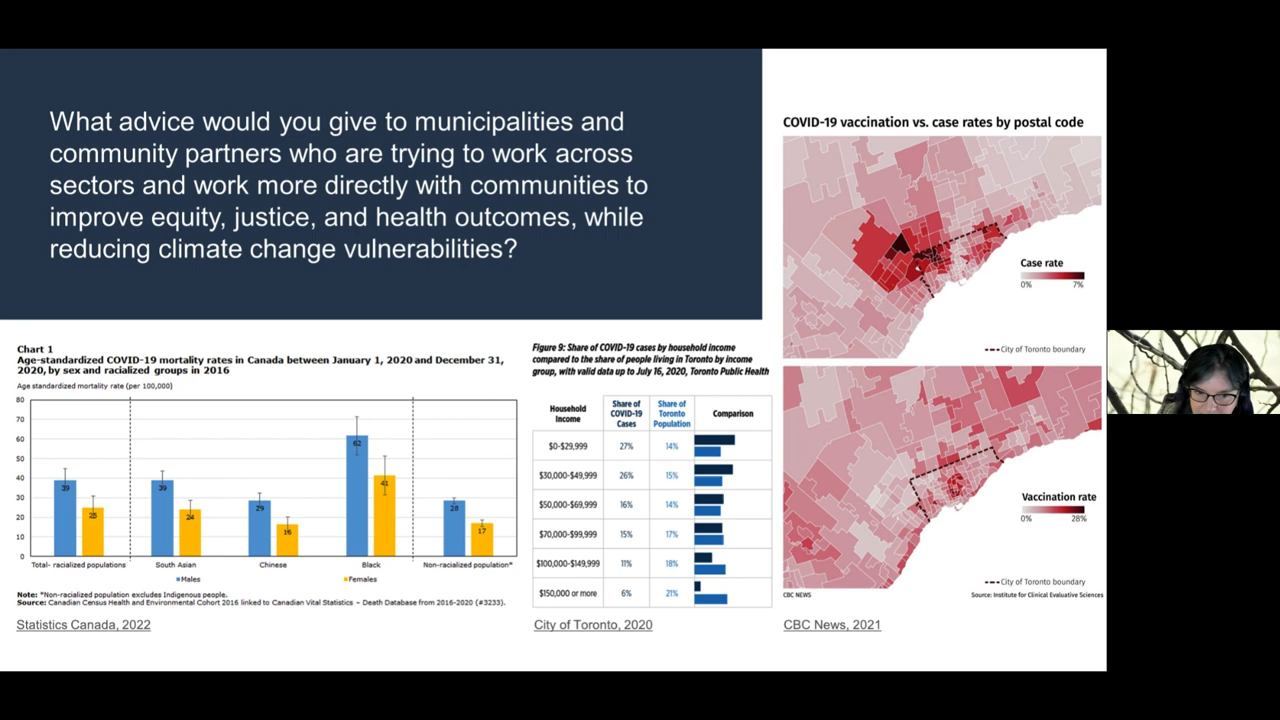 What advice would you give to municipalities and
community partners who are trying to work across
sectors and work more directly with communities to
improve equity, justice, and health outcomes, while
reducing climate change vulnerabilities?
Chart 1
Age-standardized COVID-19 mortality rates in Canada between January 1, 2020 and December 31,
2020, by sex and racialized groups in 2016
Age standardized mortality rate (per 100,000)
80
70
60
50
40
30
20
10
0
39
25
39
24
29
16
62
41
28
17
Total- racialized populations
South Asian
Chinese
Black
Non-racialized population*
Males
Females
Note: *Non-racialized population excludes Indigenous people.
Source: Canadian Census Health and Environmental Cohort 2016 linked to Canadian Vital Statistics – Death Database from 2016-2020 (#3233).
Statistics Canada, 2022
Figure 9: Share of COVID-19 cases by household income
compared to the share of people living in Toronto by income
group, with valid data up to July 16, 2020, Toronto Public Health
Household
Income
Share of
COVID-19
Cases
Share of
Toronto
Population
Comparison
$0-$29,999 27% 14%
$30,000-$49,999 26% 15%
$50,000-$69,999 16% 14%
$70,000-$99,999 15% 17%
$100,000-$149,999 11% 18%
$150,000 or more 6% 21%
City of Toronto, 2020
COVID-19 vaccination vs. case rates by postal code
Case rate
0% 7%
City of Toronto boundary
Vaccination rate
0% 28%
City of Toronto boundary
CBC NEWS
Source: Institute for Clinical Evaluative Sciences
CBC News, 2021